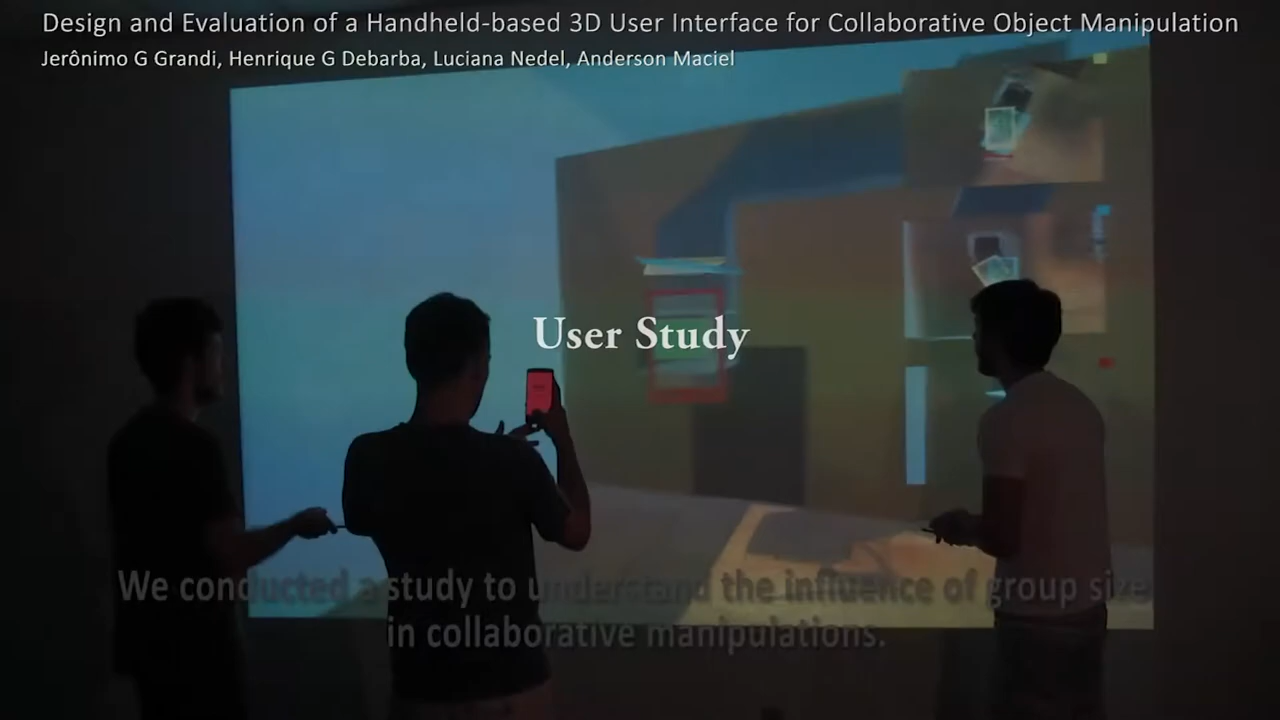 Design and Evaluation of a Handheld-based 3D User Interface for Collaborative Object Manipulation
Jerônimo G Grandi, Henrique G Debarba, Luciana Nedel, Anderson Maciel
User Study
We conducted a study to understand the influence of group size
in collaborative manipulations.